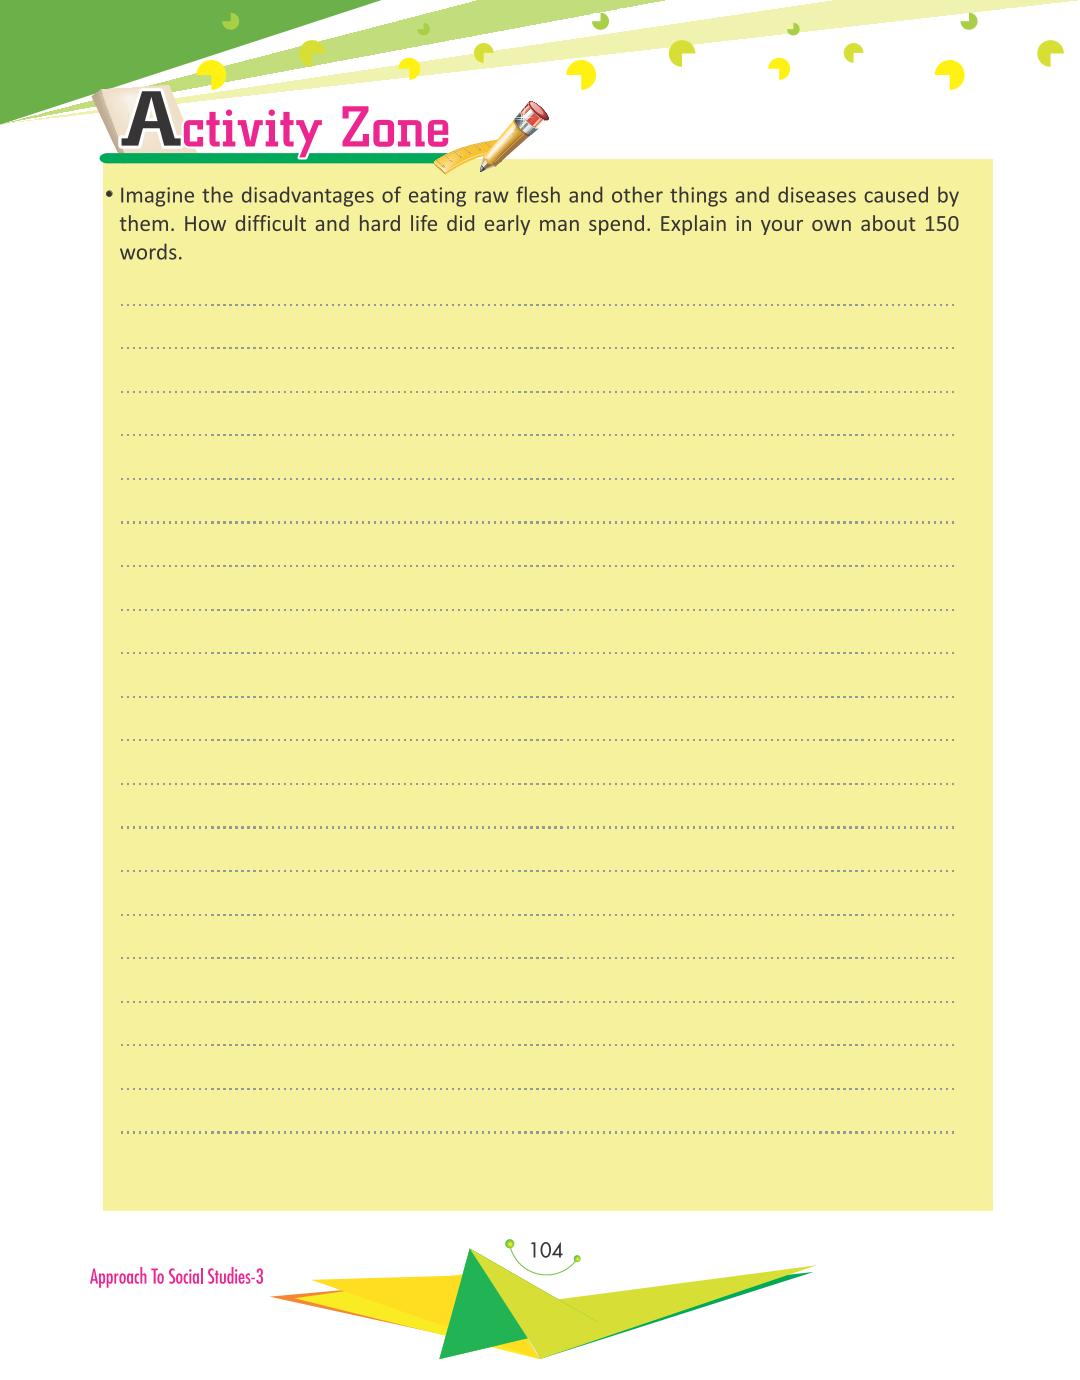 Activity Zone
• Imagine the disadvantages of eating raw flesh and other things and diseases caused by
them. How difficult and hard life did early man spend. Explain in your own about 150
words.
104
Approach To Social Studies-3